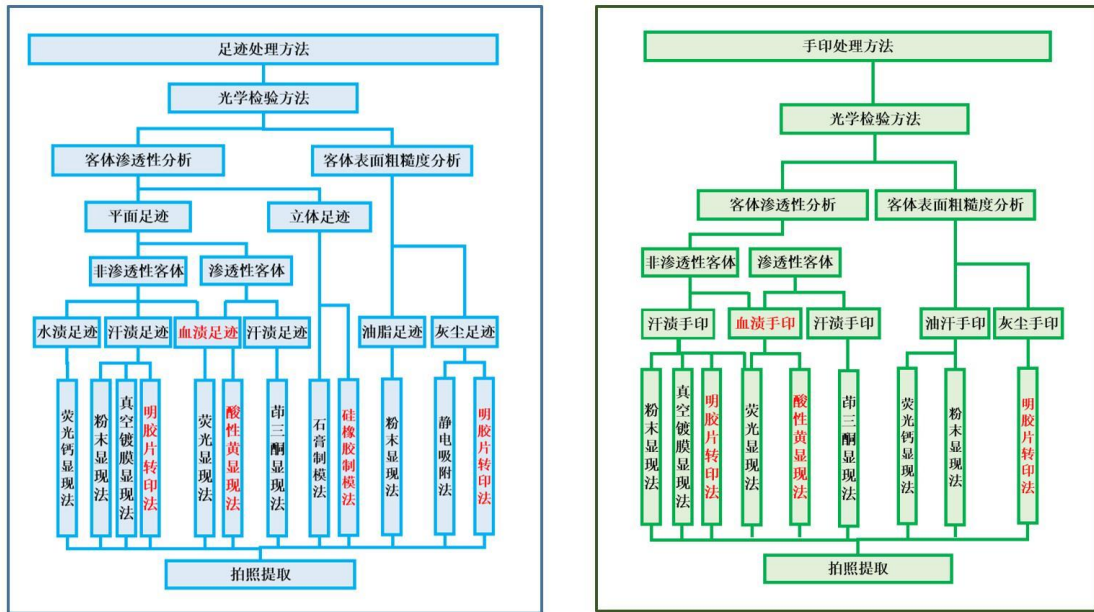 足迹处理方法
光学检验方法
客体渗透性分析
客体表面粗糙度分析
平面足迹
立体足迹
非渗透性客体
渗透性客体
水渍足迹
汗渍足迹
血渍足迹
汗渍足迹
油脂足迹
灰尘足迹
荧光钙显现法
粉末显现法
真空镀膜显现法
明胶片转印法
荧光显现法
酸性黄显现法
茚三酮显现法
石膏制模法
硅橡胶制模法
粉末显现法
静电吸附法
明胶片转印法
拍照提取
手印处理方法
光学检验方法
客体渗透性分析
客体表面粗糙度分析
非渗透性客体
渗透性客体
汗渍手印
血渍手印
汗渍手印
油汗手印
灰尘手印
粉末显现法
真空镀膜显现法
明胶片转印法
荧光显现法
酸性黄显现法
茚三酮显现法
荧光钙显现法
粉末显现法
明胶片转印法
拍照提取